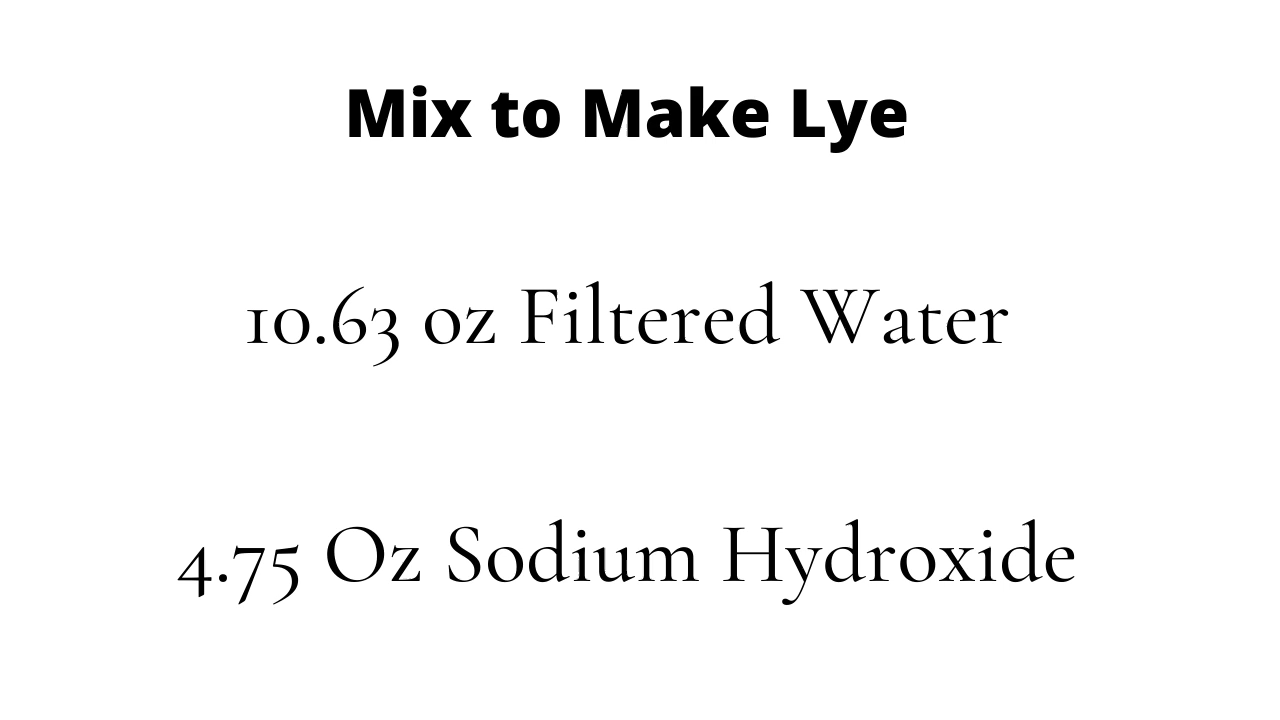 Mix to Make Lye
10.63 oz Filtered Water
4.75 Oz Sodium Hydroxide